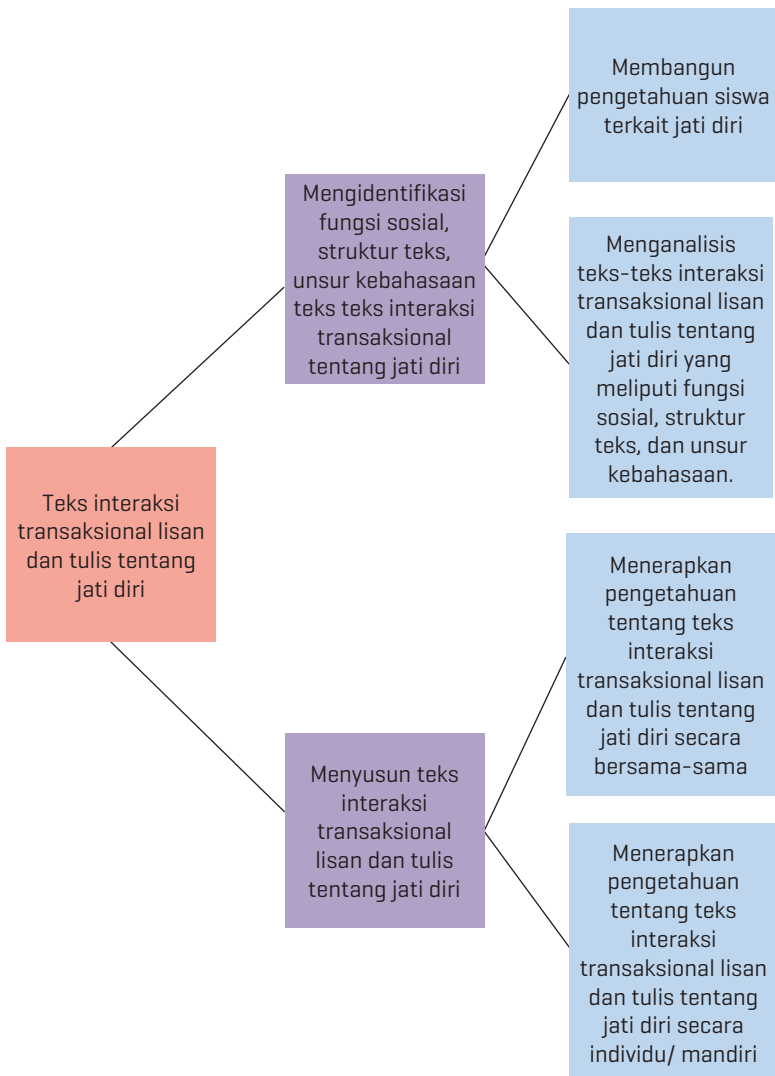 Teks interaksi
transaksional lisan
dan tulis tentang
jati diri
Mengidentifikasi
fungsi sosial,
struktur teks,
unsur kebahasaan
teks teks interaksi
transaksional
tentang jati diri
Membangun
pengetahuan siswa
terkait jati diri
Menganalisis
teks-teks interaksi
transaksional lisan
dan tulis tentang
jati diri yang
meliputi fungsi
sosial, struktur
teks, dan unsur
kebahasaan.
Menyusun teks
interaksi
transaksional
lisan dan tulis
tentang jati diri
Menerapkan
pengetahuan
tentang teks
interaksi
transaksional lisan
dan tulis tentang
jati diri secara
bersama-sama
Menerapkan
pengetahuan
tentang teks
interaksi
transaksional lisan
dan tulis tentang
jati diri secara
individu/ mandiri